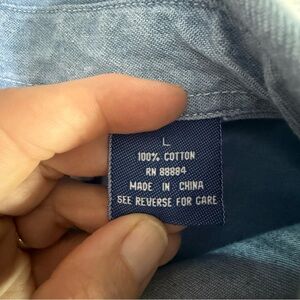 L
100% COTTON
RN 88884
MADE IN CHINA
SEE REVERSE FOR CARE